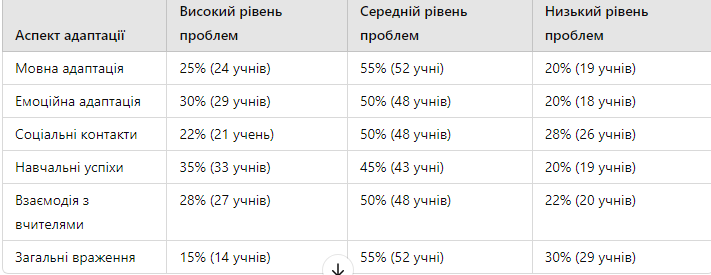 Аспект адаптації Високий рівень проблем Середній рівень проблем Низький рівень проблем
Мовна адаптація 25% (24 учнів) 55% (52 учні) 20% (19 учнів)
Емоційна адаптація 30% (29 учнів) 50% (48 учнів) 20% (18 учнів)
Соціальні контакти 22% (21 учень) 50% (48 учнів) 28% (26 учнів)
Навчальні успіхи 35% (33 учнів) 45% (43 учні) 20% (19 учнів)
Взаємодія з вчителями 28% (27 учнів) 50% (48 учнів) 22% (20 учнів)
Загальні враження 15% (14 учнів) 55% (52 учні) 30% (29 учнів)